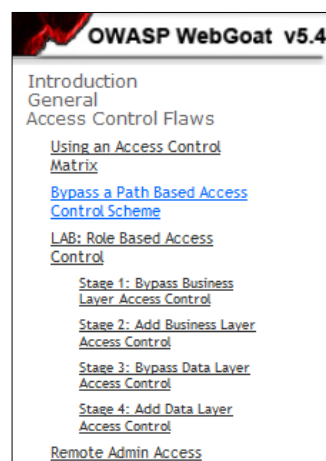 OWASP WebGoat v5.4
Introduction
General
Access Control Flaws
Using an Access Control
Matrix
Bypass a Path Based Access
Control Scheme
LAB: Role Based Access
Control
Stage 1: Bypass Business
Layer Access Control
Stage 2: Add Business Layer
Access Control
Stage 3: Bypass Data Layer
Access Control
Stage 4: Add Data Layer
Access Control
Remote Admin Access